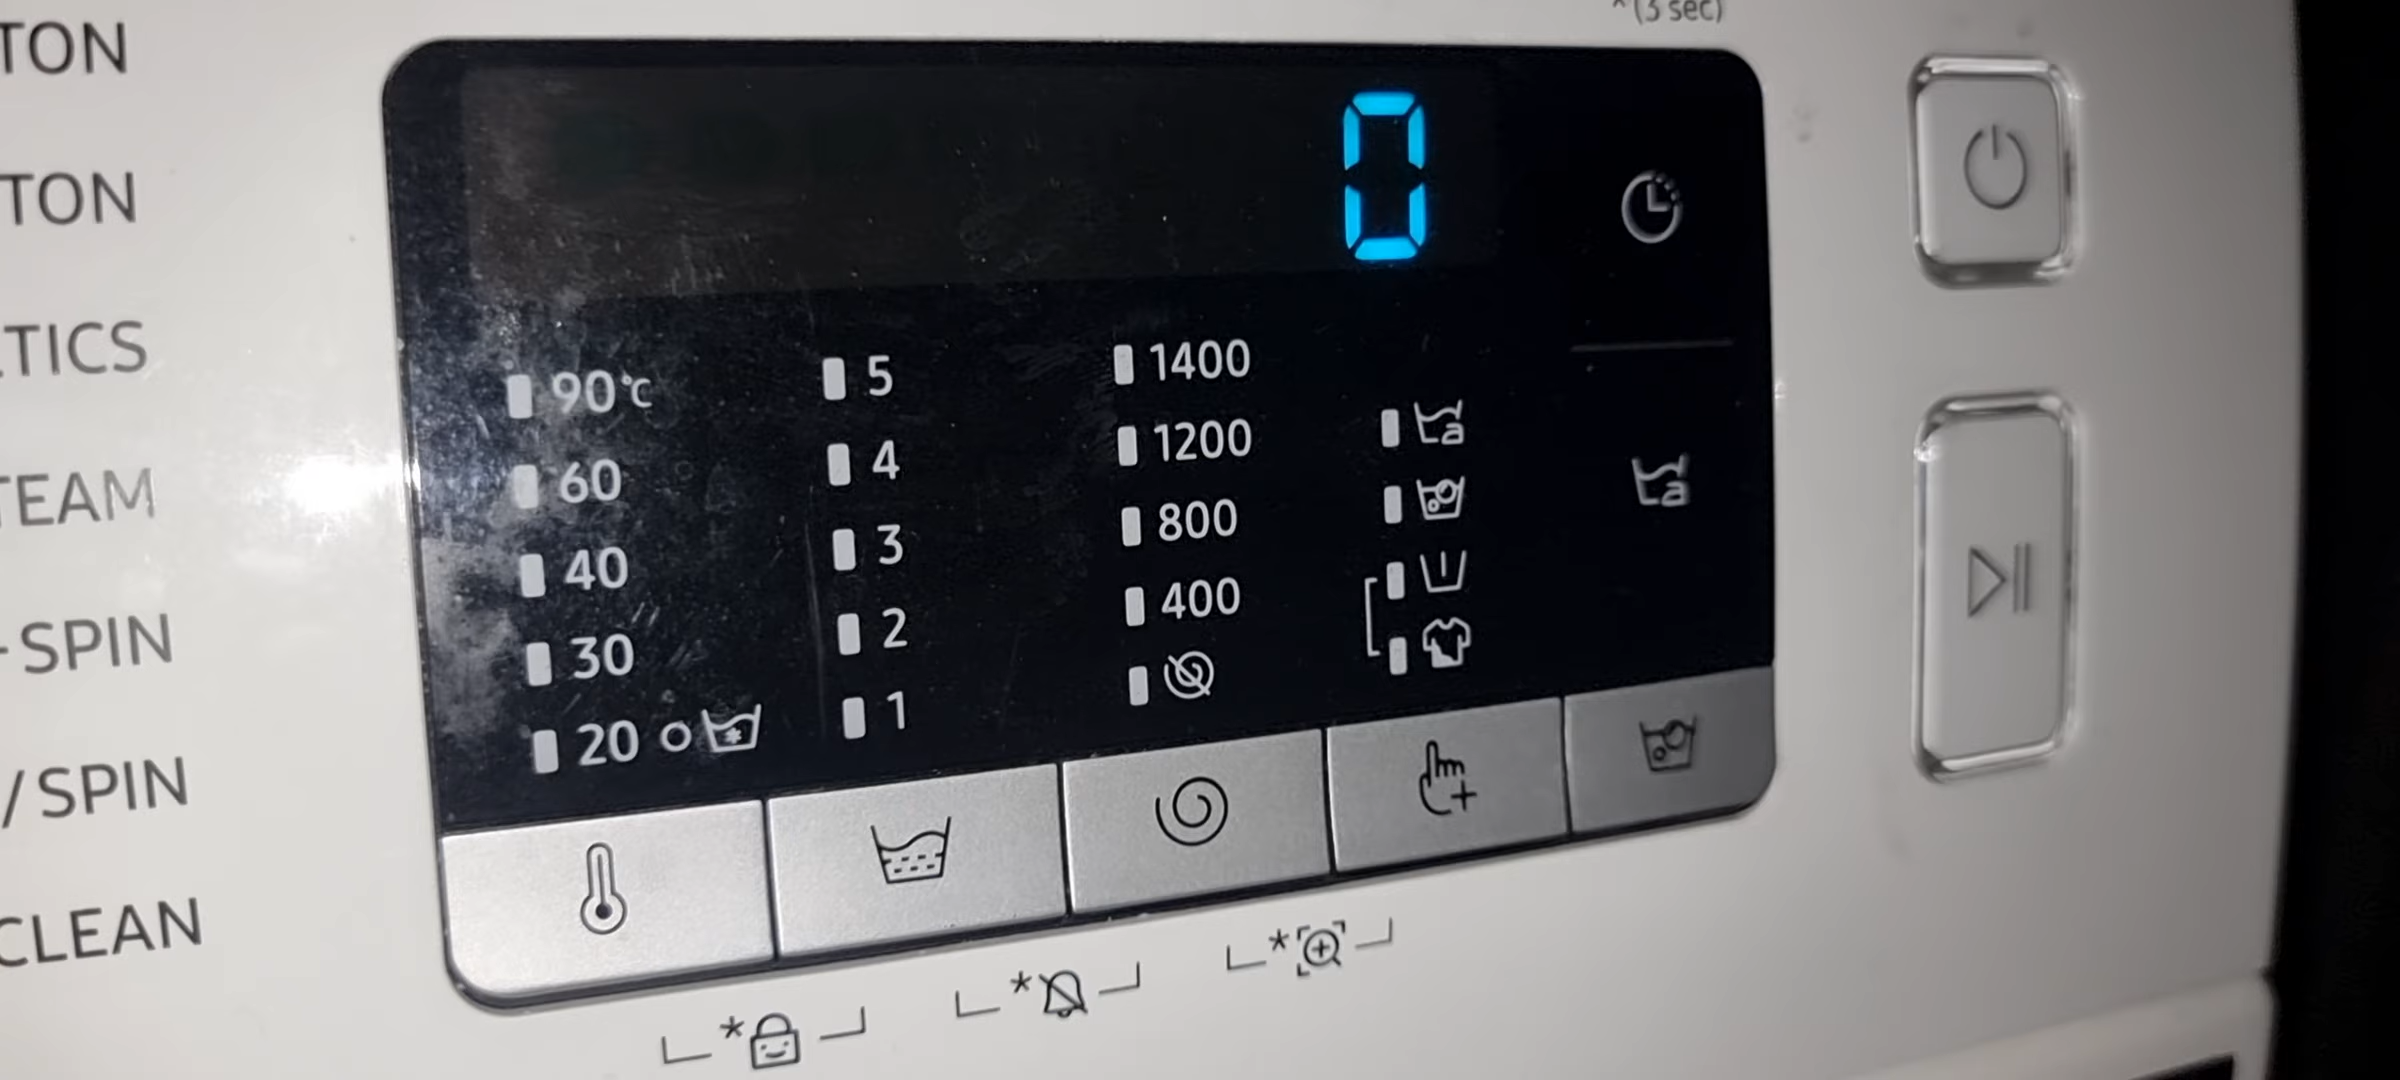 * (3 sec)
TON
TON
TICS
TEAM
-SPIN
/SPIN
CLEAN
0
90℃
60
40
30
20
5
4
3
2
1
1400
1200
800
400
*
*
*